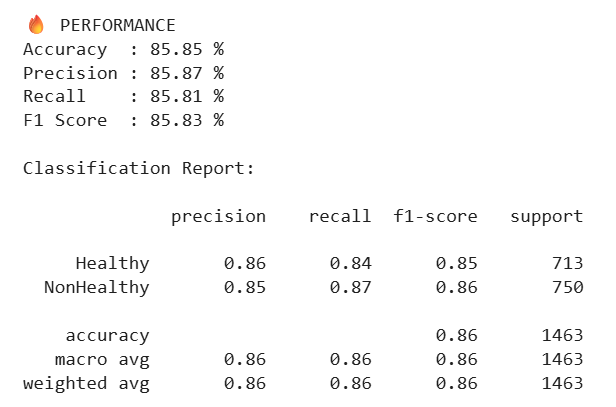 🔥 PERFORMANCE
Accuracy  : 85.85 %
Precision : 85.87 %
Recall    : 85.81 %
F1 Score  : 85.83 %

Classification Report:

              precision    recall  f1-score   support

     Healthy       0.86      0.84      0.85       713
  NonHealthy       0.85      0.87      0.86       750

    accuracy                           0.86      1463
   macro avg       0.86      0.86      0.86      1463
weighted avg       0.86      0.86      0.86      1463